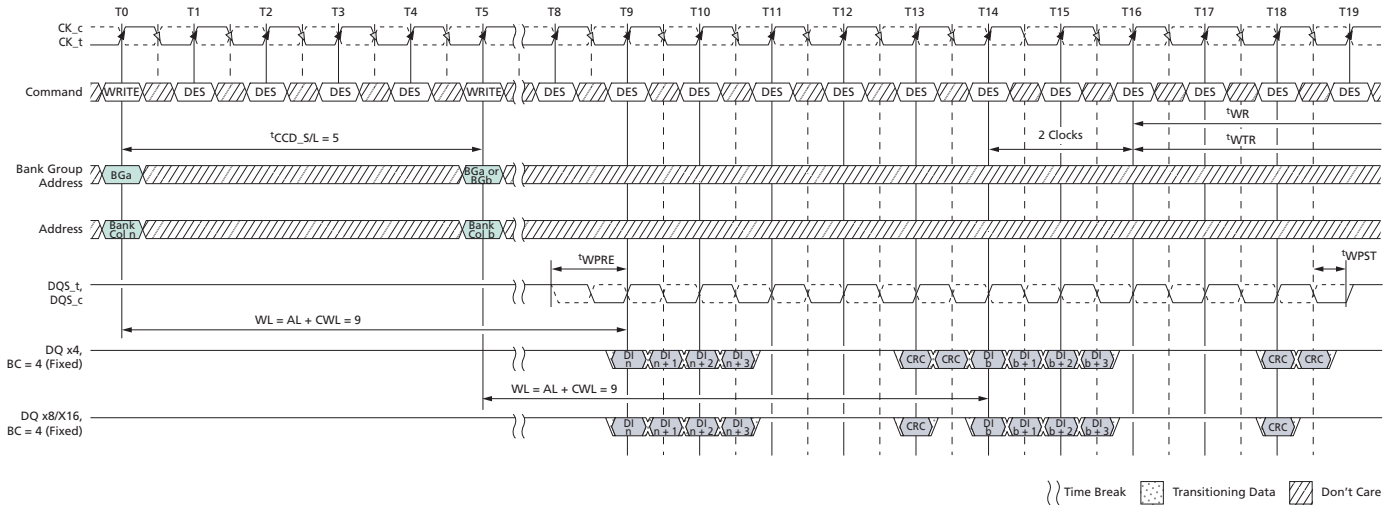 T0 T1 T2 T3 T4 T5 T8 T9 T10 T11 T12 T13 T14 T15 T16 T17 T18 T19
CK_c
CK_t
Command WRITE DES DES DES DES WRITE DES DES DES DES DES DES DES DES DES DES DES DES
tWR
tCCD_S/L = 5 2 Clocks tWTR
Bank Group
Address BGa BGa or
BGb
Address Bank
Col n Bank
Col b
tWPRE tWPST
DQS_t,
DQS_c
WL = AL + CWL = 9
DQ x4,
BC = 4 (Fixed) DI
n DI
n + 1 DI
n + 2 DI
n + 3 CRC CRC DI
b DI
b + 1 DI
b + 2 DI
b + 3 CRC CRC
WL = AL + CWL = 9
DQ x8/X16,
BC = 4 (Fixed) DI
n DI
n + 1 DI
n + 2 DI
n + 3 CRC DI
b DI
b + 1 DI
b + 2 DI
b + 3 CRC
Time Break Transitioning Data Don't Care